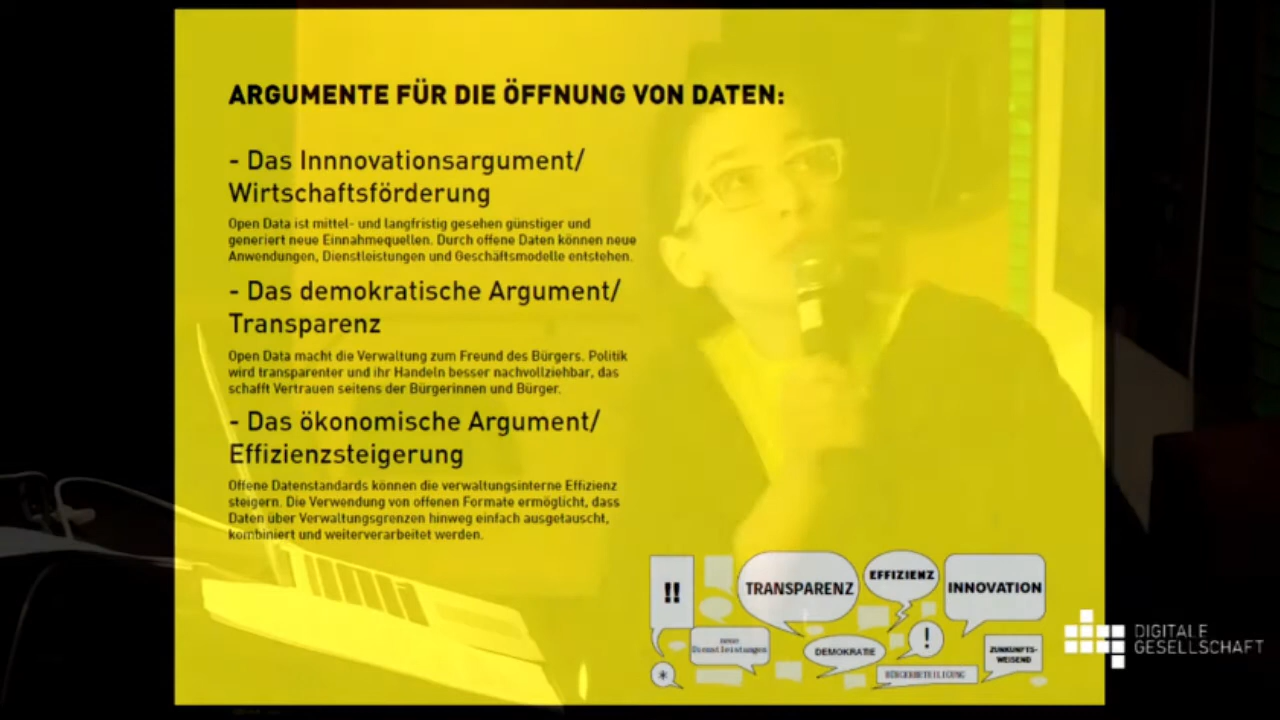 ARGUMENTE FÜR DIE ÖFFNUNG VON DATEN:
- Das Innnovationsargument/
Wirtschaftsförderung
Open Data ist mittel- und langfristig gesehen günstiger und
generiert neue Einnahmequellen. Durch offene Daten können neue
Anwendungen, Dienstleistungen und Geschäftsmodelle entstehen.
- Das demokratische Argument/
Transparenz
Open Data macht die Verwaltung zum Freund des Bürgers. Politik
wird transparenter und ihr Handeln besser nachvollziehbar, das
schafft Vertrauen seitens der Bürgerinnen und Bürger.
- Das ökonomische Argument/
Effizienzsteigerung
Offene Datenstandards können die verwaltungsinterne Effizienz
steigern. Die Verwendung von offenen Formate ermöglicht, dass
Daten über Verwaltungsgrenzen hinweg einfach ausgetauscht,
kombiniert und weiterverarbeitet werden.
!!
TRANSPARENZ
EFFIZIENZ
INNOVATION
neue
Dienstleistungen
DEMOKRATIE
!
ZUNKUNFTS-
WEISEND
*
BÜRGERBETEILIGUNG
DIGITALE
GESELLSCHAFT